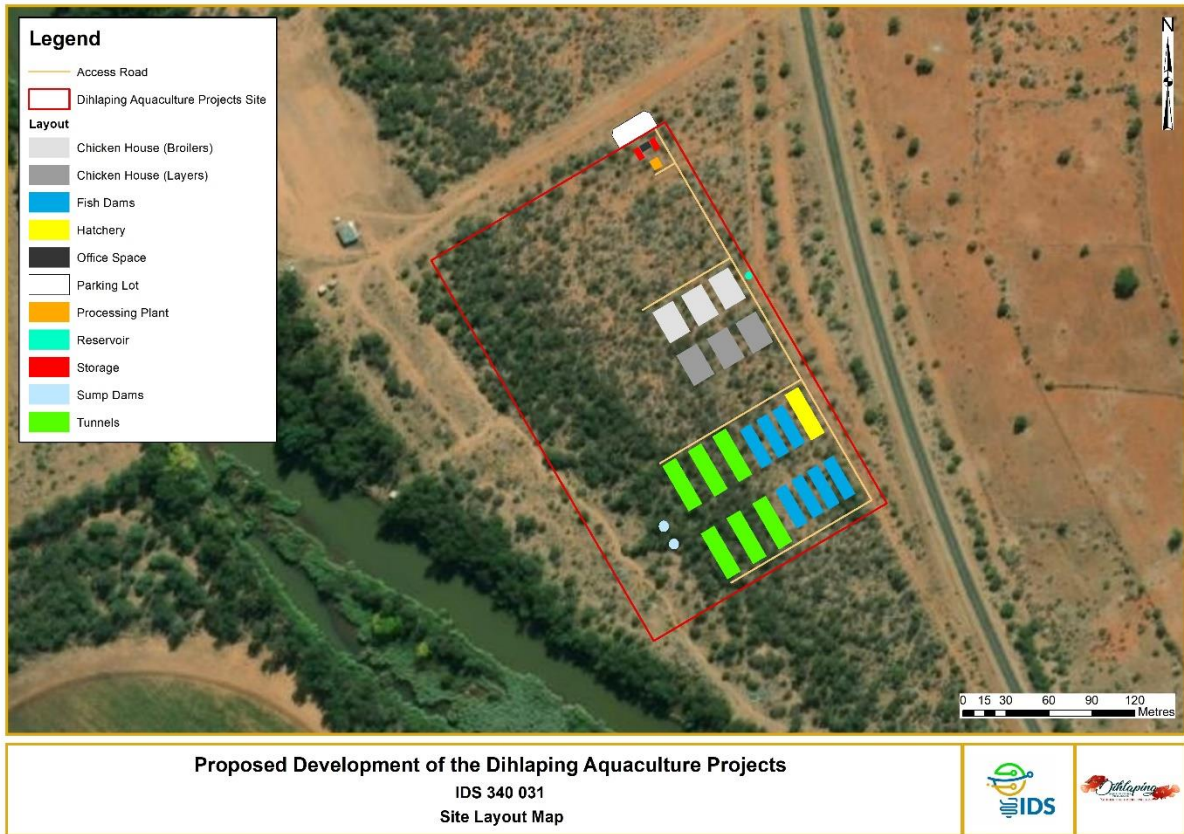 Legend
Access Road
Dihlaping Aquaculture Projects Site
Layout
Chicken House (Broilers)
Chicken House (Layers)
Fish Dams
Hatchery
Office Space
Parking Lot
Processing Plant
Reservoir
Storage
Sump Dams
Tunnels
N
0 15 30 60 90 120
Metres
Proposed Development of the Dihlaping Aquaculture Projects
IDS 340 031
Site Layout Map
IDS
Dihlaping